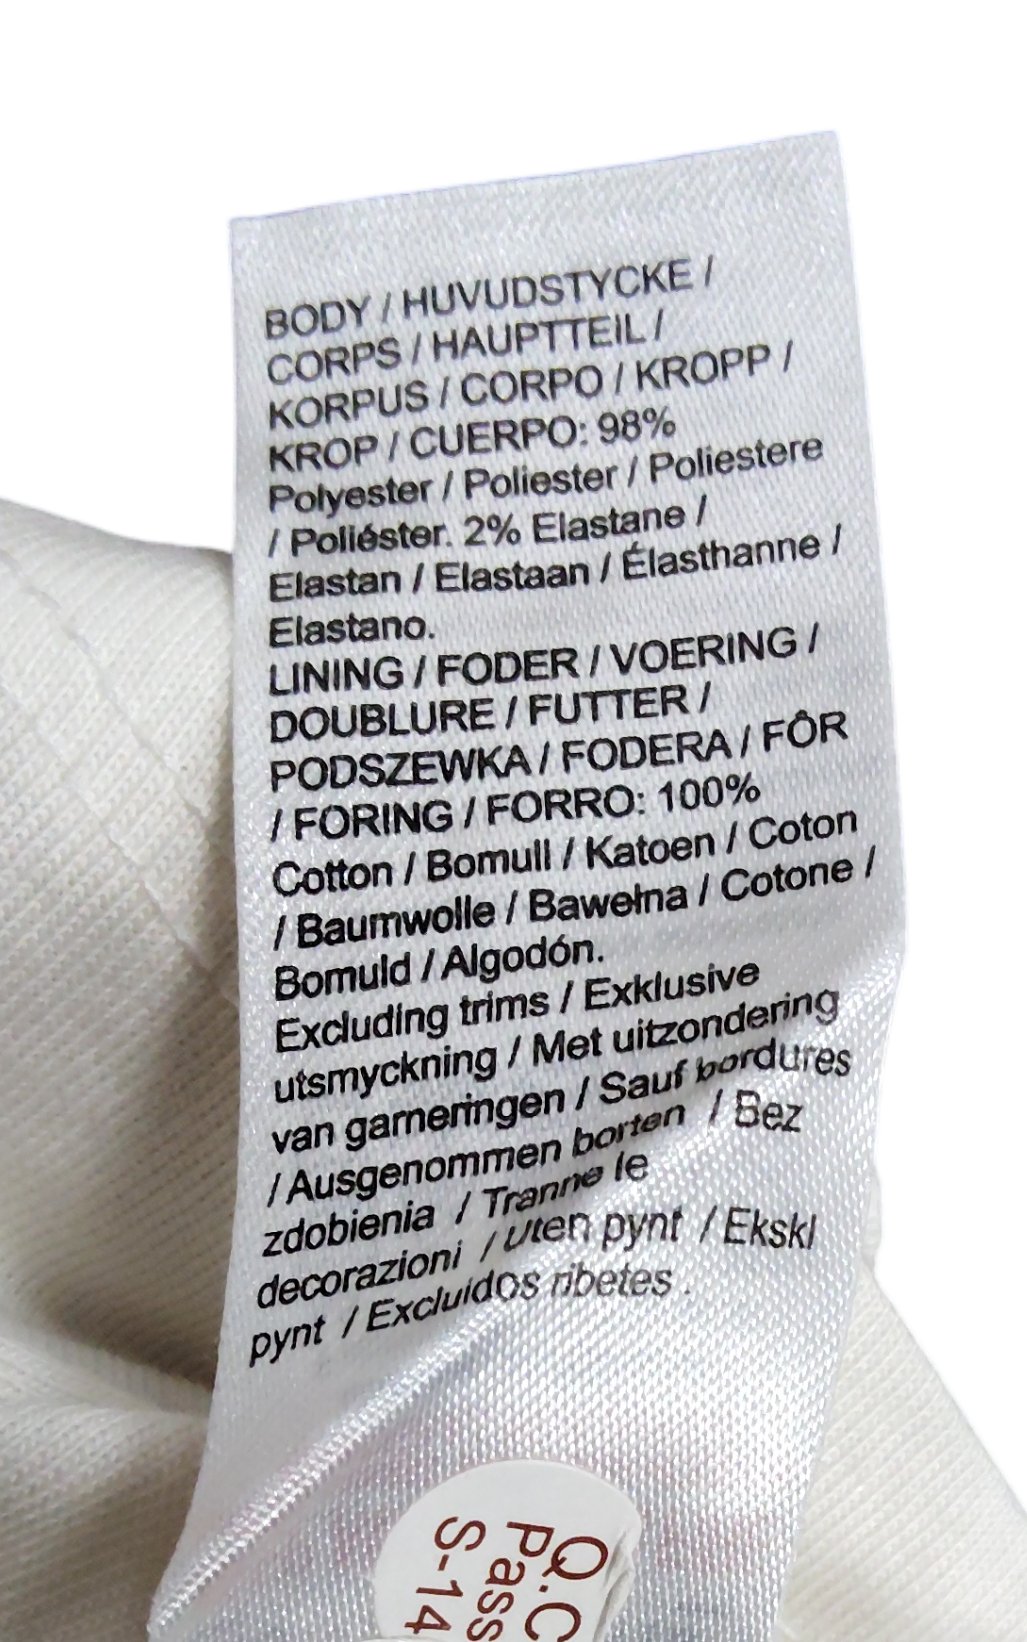 BODY / HUVUDSTYCKE /
CORPS / HAUPTTEIL /
KORPUS / CORPO / KROPP /
KROP / CUERPO: 98%
Polyester / Poliester / Poliestere
/ Poliéster. 2% Elastane /
Elastan / Elastaan / Élasthanne /
Elastano.
LINING / FODER / VOERING /
DOUBLURE / FUTTER /
PODSZEWKA / FODERA / FÔR
/ FORING / FORRO: 100%
Cotton / Bomull / Katoen / Coton
/ Baumwolle / Bawełna / Cotone /
Bomuld / Algodón.
Excluding trims / Exklusive
utsmyckning / Met uitzondering
van garneringen / Sauf bordures
/ Ausgenommen borten / Bez
zdobienia / Tranne le
decorazioni / Uten pynt / Ekskl
pynt / Excluidos ribetes .
Q.C
Pass
S-14